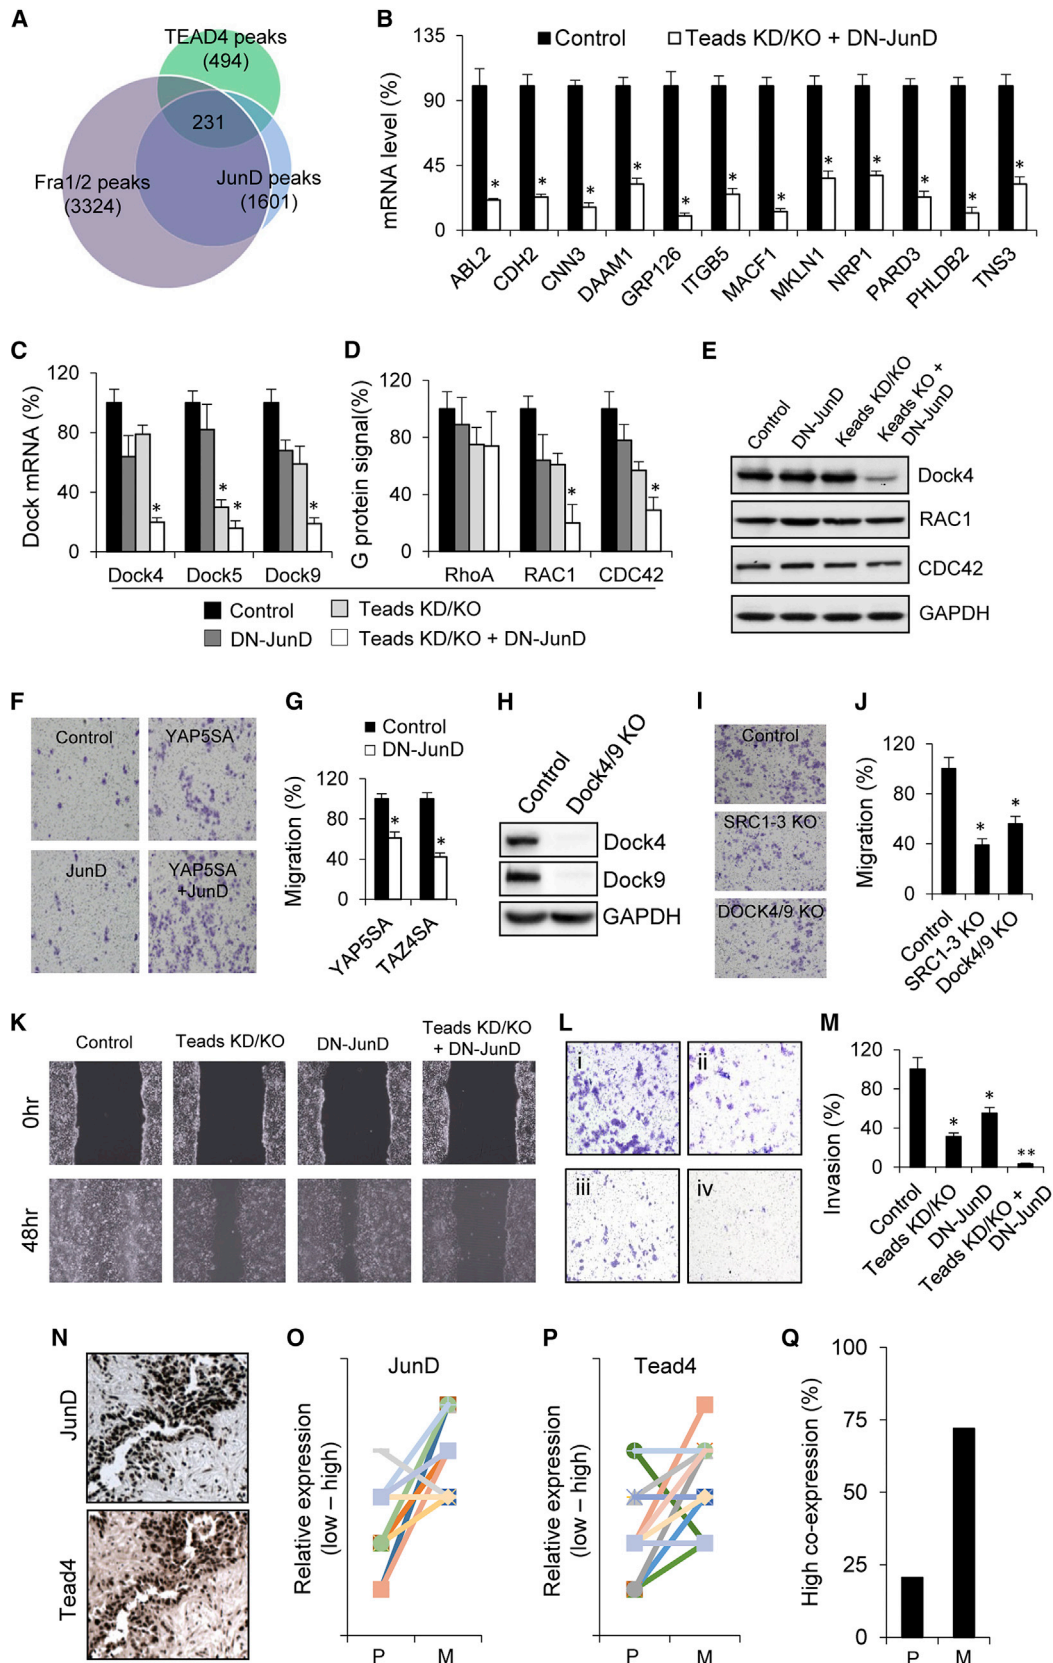 A
TEAD4 peaks
(494)
231
Fra1/2 peaks
(3324)
JunD peaks
(1601)
B
Control
Teads KD/KO + DN-JunD
mRNA level (%)
135
90
45
0
ABL2
CDH2
CNN3
DAAM1
GRP126
ITGB5
MACF1
MKLN1
NRP1
PARD3
PHLDB2
TNS3
* * * * * * * * * * * *
C
Dock mRNA (%)
120
80
40
0
* * * *
Dock4
Dock5
Dock9
D
G protein signal(%)
120
80
40
0
* *
RhoA
RAC1
CDC42
Control
DN-JunD
Teads KD/KO
Teads KD/KO + DN-JunD
E
Control
DN-JunD
Keads KD/KO
Keads KO +
DN-JunD
Dock4
RAC1
CDC42
GAPDH
F
Control
YAP5SA
JunD
YAP5SA
+JunD
G
Control
DN-JunD
Migration (%)
120
80
40
0
* *
YAP5SA
TAZ4SA
H
Control
Dock4/9 KO
Dock4
Dock9
GAPDH
I
Control
SRC1-3 KO
DOCK4/9 KO
J
Migration (%)
120
80
40
0
* *
Control
SRC1-3 KO
Dock4/9 KO
K
Control
Teads KD/KO
DN-JunD
Teads KD/KO
+ DN-JunD
0hr
48hr
L
i
ii
iii
iv
M
Invasion (%)
120
80
40
0
* * **
Control
Teads KD/KO
DN-JunD
Teads KD/KO +
DN-JunD
N
JunD
Tead4
O
JunD
Relative expression
(low – high)
P
M
P
Tead4
Relative expression
(low – high)
P
M
Q
High co-expression (%)
100
75
50
25
0
P
M